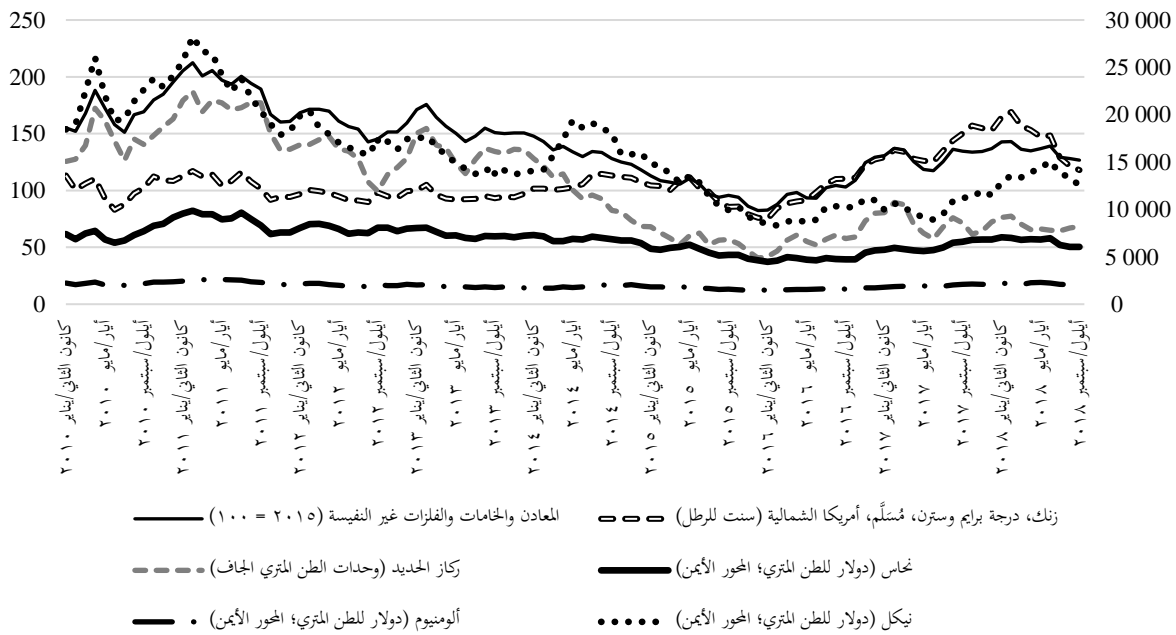 250
200
150
100
50
0
30 000
25 000
20 000
15 000
10 000
5 000
0
كانون الثاني/يناير ٢٠١٠
أيار/مايو ٢٠١٠
أيلول/سبتمبر ٢٠١٠
كانون الثاني/يناير ٢٠١١
أيار/مايو ٢٠١١
أيلول/سبتمبر ٢٠١١
كانون الثاني/يناير ٢٠١٢
أيار/مايو ٢٠١٢
أيلول/سبتمبر ٢٠١٢
كانون الثاني/يناير ٢٠١٣
أيار/مايو ٢٠١٣
أيلول/سبتمبر ٢٠١٣
كانون الثاني/يناير ٢٠١٤
أيار/مايو ٢٠١٤
أيلول/سبتمبر ٢٠١٤
كانون الثاني/يناير ٢٠١٥
أيار/مايو ٢٠١٥
أيلول/سبتمبر ٢٠١٥
كانون الثاني/يناير ٢٠١٦
أيار/مايو ٢٠١٦
أيلول/سبتمبر ٢٠١٦
كانون الثاني/يناير ٢٠١٧
أيار/مايو ٢٠١٧
أيلول/سبتمبر ٢٠١٧
كانون الثاني/يناير ٢٠١٨
أيار/مايو ٢٠١٨
أيلول/سبتمبر ٢٠١٨
زنك، درجة برايم وسترن، مُسَلَّم، أمريكا الشمالية (سنت للرطل)
المعادن والخامات والفلزات غير النفيسة (٢٠١٥ = ١٠٠)
نحاس (دولار للطن المتري؛ المحور الأيمن)
ركاز الحديد (وحدات الطن المتري الجاف)
نيكل (دولار للطن المتري؛ المحور الأيمن)
ألومنيوم (دولار للطن المتري؛ المحور الأيمن)